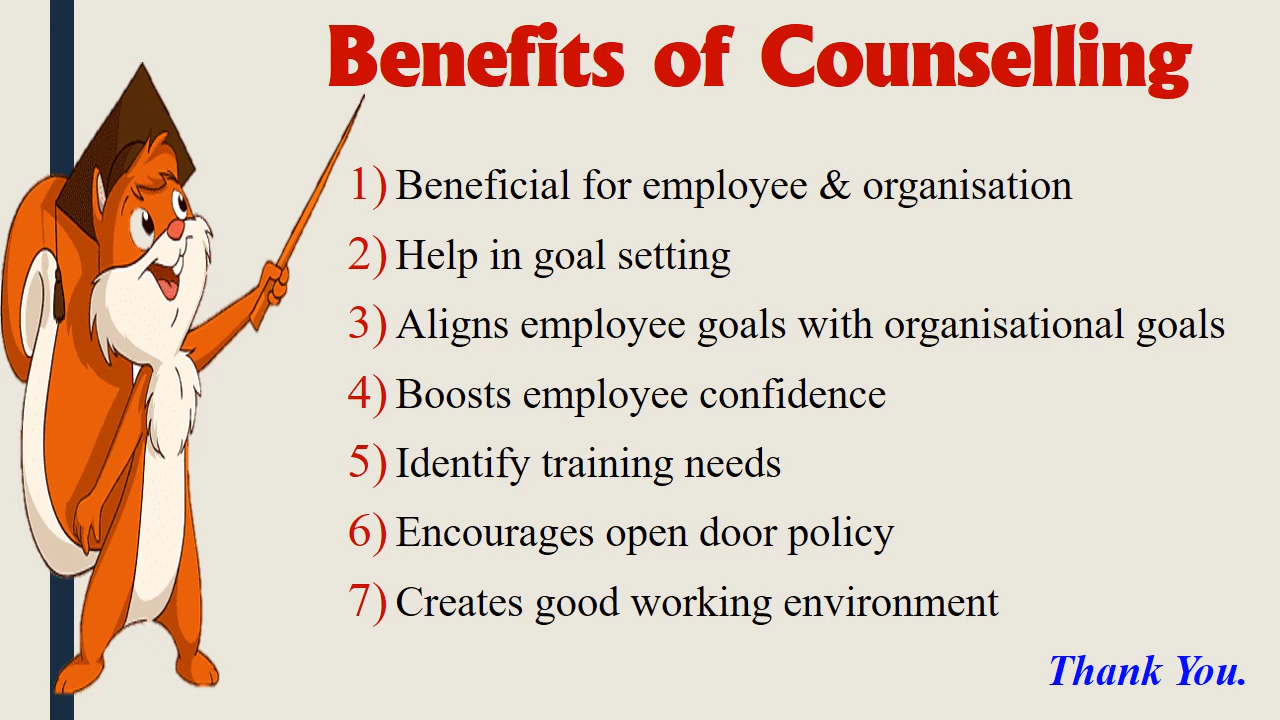 Benefits of Counselling
1) Beneficial for employee & organisation
2) Help in goal setting
3) Aligns employee goals with organisational goals
4) Boosts employee confidence
5) Identify training needs
6) Encourages open door policy
7) Creates good working environment
Thank You.